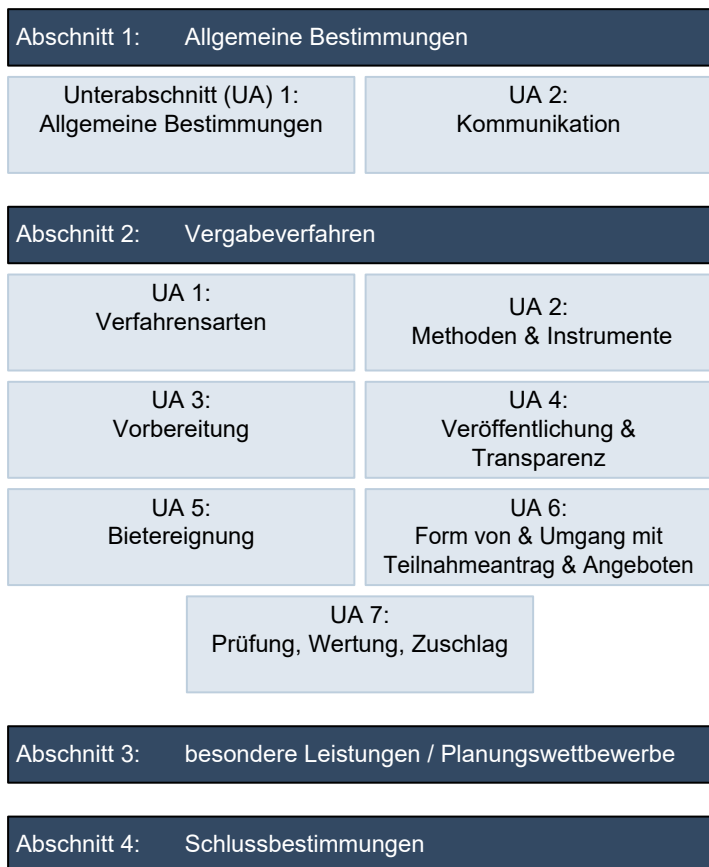 Abschnitt 1: Allgemeine Bestimmungen
Unterabschnitt (UA) 1:
Allgemeine Bestimmungen
UA 2:
Kommunikation
Abschnitt 2: Vergabeverfahren
UA 1:
Verfahrensarten
UA 2:
Methoden & Instrumente
UA 3:
Vorbereitung
UA 4:
Veröffentlichung &
Transparenz
UA 5:
Bietereignung
UA 6:
Form von & Umgang mit
Teilnahmeantrag & Angeboten
UA 7:
Prüfung, Wertung, Zuschlag
Abschnitt 3: besondere Leistungen / Planungswettbewerbe
Abschnitt 4: Schlussbestimmungen